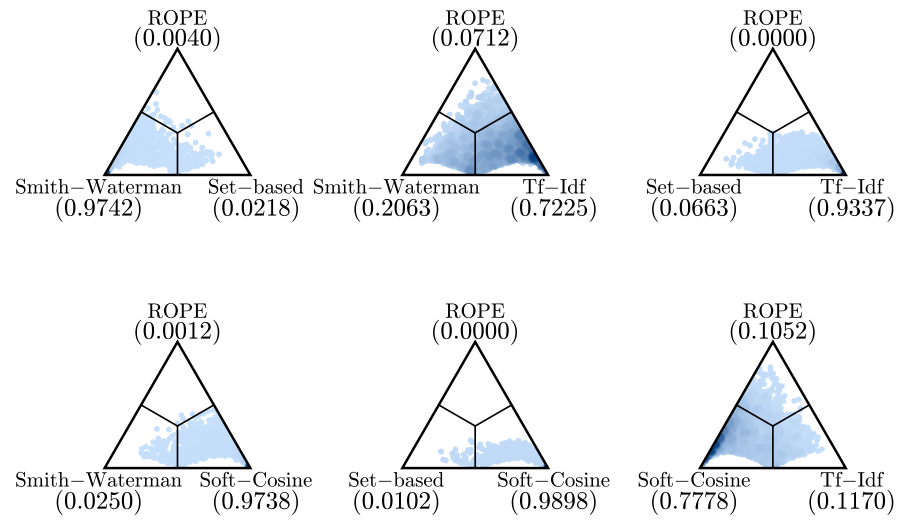 ROPE ROPE ROPE
(0.0040) (0.0712) (0.0000)
Smith−Waterman Set−based Smith−Waterman Tf−Idf Set−based Tf−Idf
(0.9742) (0.0218) (0.2063) (0.7225) (0.0663) (0.9337)
ROPE ROPE ROPE
(0.0012) (0.0000) (0.1052)
Smith−Waterman Soft−Cosine Set−based Soft−Cosine Soft−Cosine Tf−Idf
(0.0250) (0.9738) (0.0102) (0.9898) (0.7778) (0.1170)